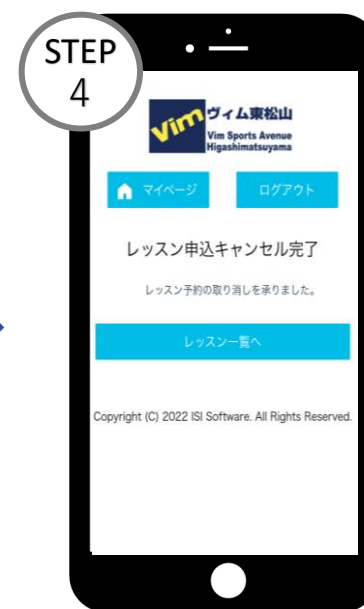 STEP
4
Vim
ヴィム東松山
Vim Sports Avenue
Higashimatsuyama
マイページ
ログアウト
レッスン申込キャンセル完了
レッスン予約の取り消しを承りました。
レッスン一覧へ
Copyright (C) 2022 ISI Software. All Rights Reserved.